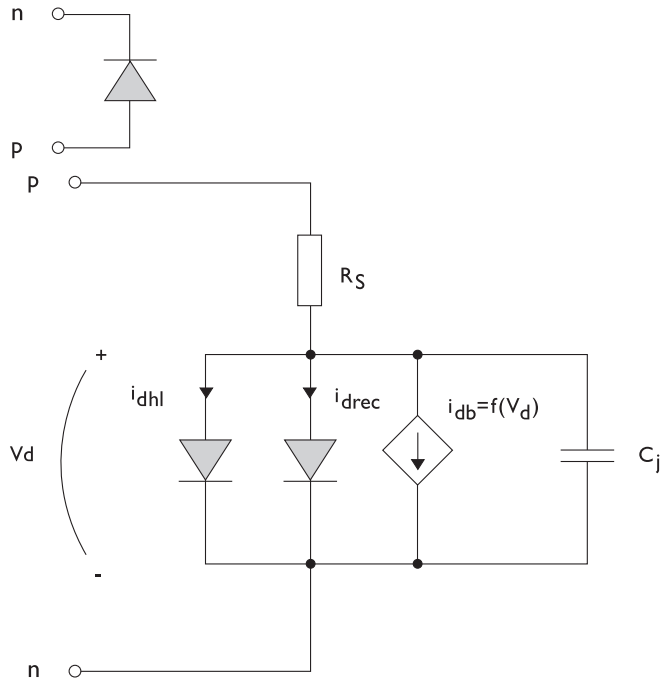 n
p
p
R_S
+
i_dhl
i_drec
i_db=f(V_d)
Vd
C_j
-
n